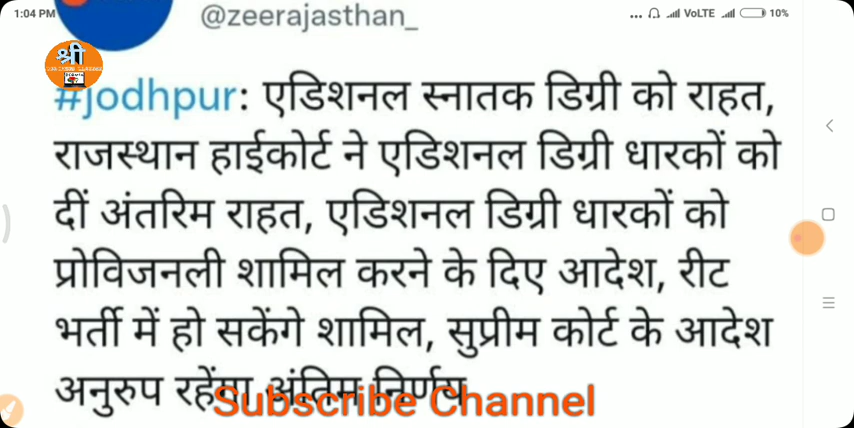 1:04 PM
... VoLTE 10%
@zeerajasthan_
श्री
#jodhpur: एडिशनल स्नातक डिग्री को राहत,
राजस्थान हाईकोर्ट ने एडिशनल डिग्री धारकों को
दीं अंतरिम राहत, एडिशनल डिग्री धारकों को
प्रोविजनली शामिल करने के दिए आदेश, रीट
भर्ती में हो सकेंगे शामिल, सुप्रीम कोर्ट के आदेश
अनुरुप रहेंगा अंतिम निर्णय
Subscribe Channel